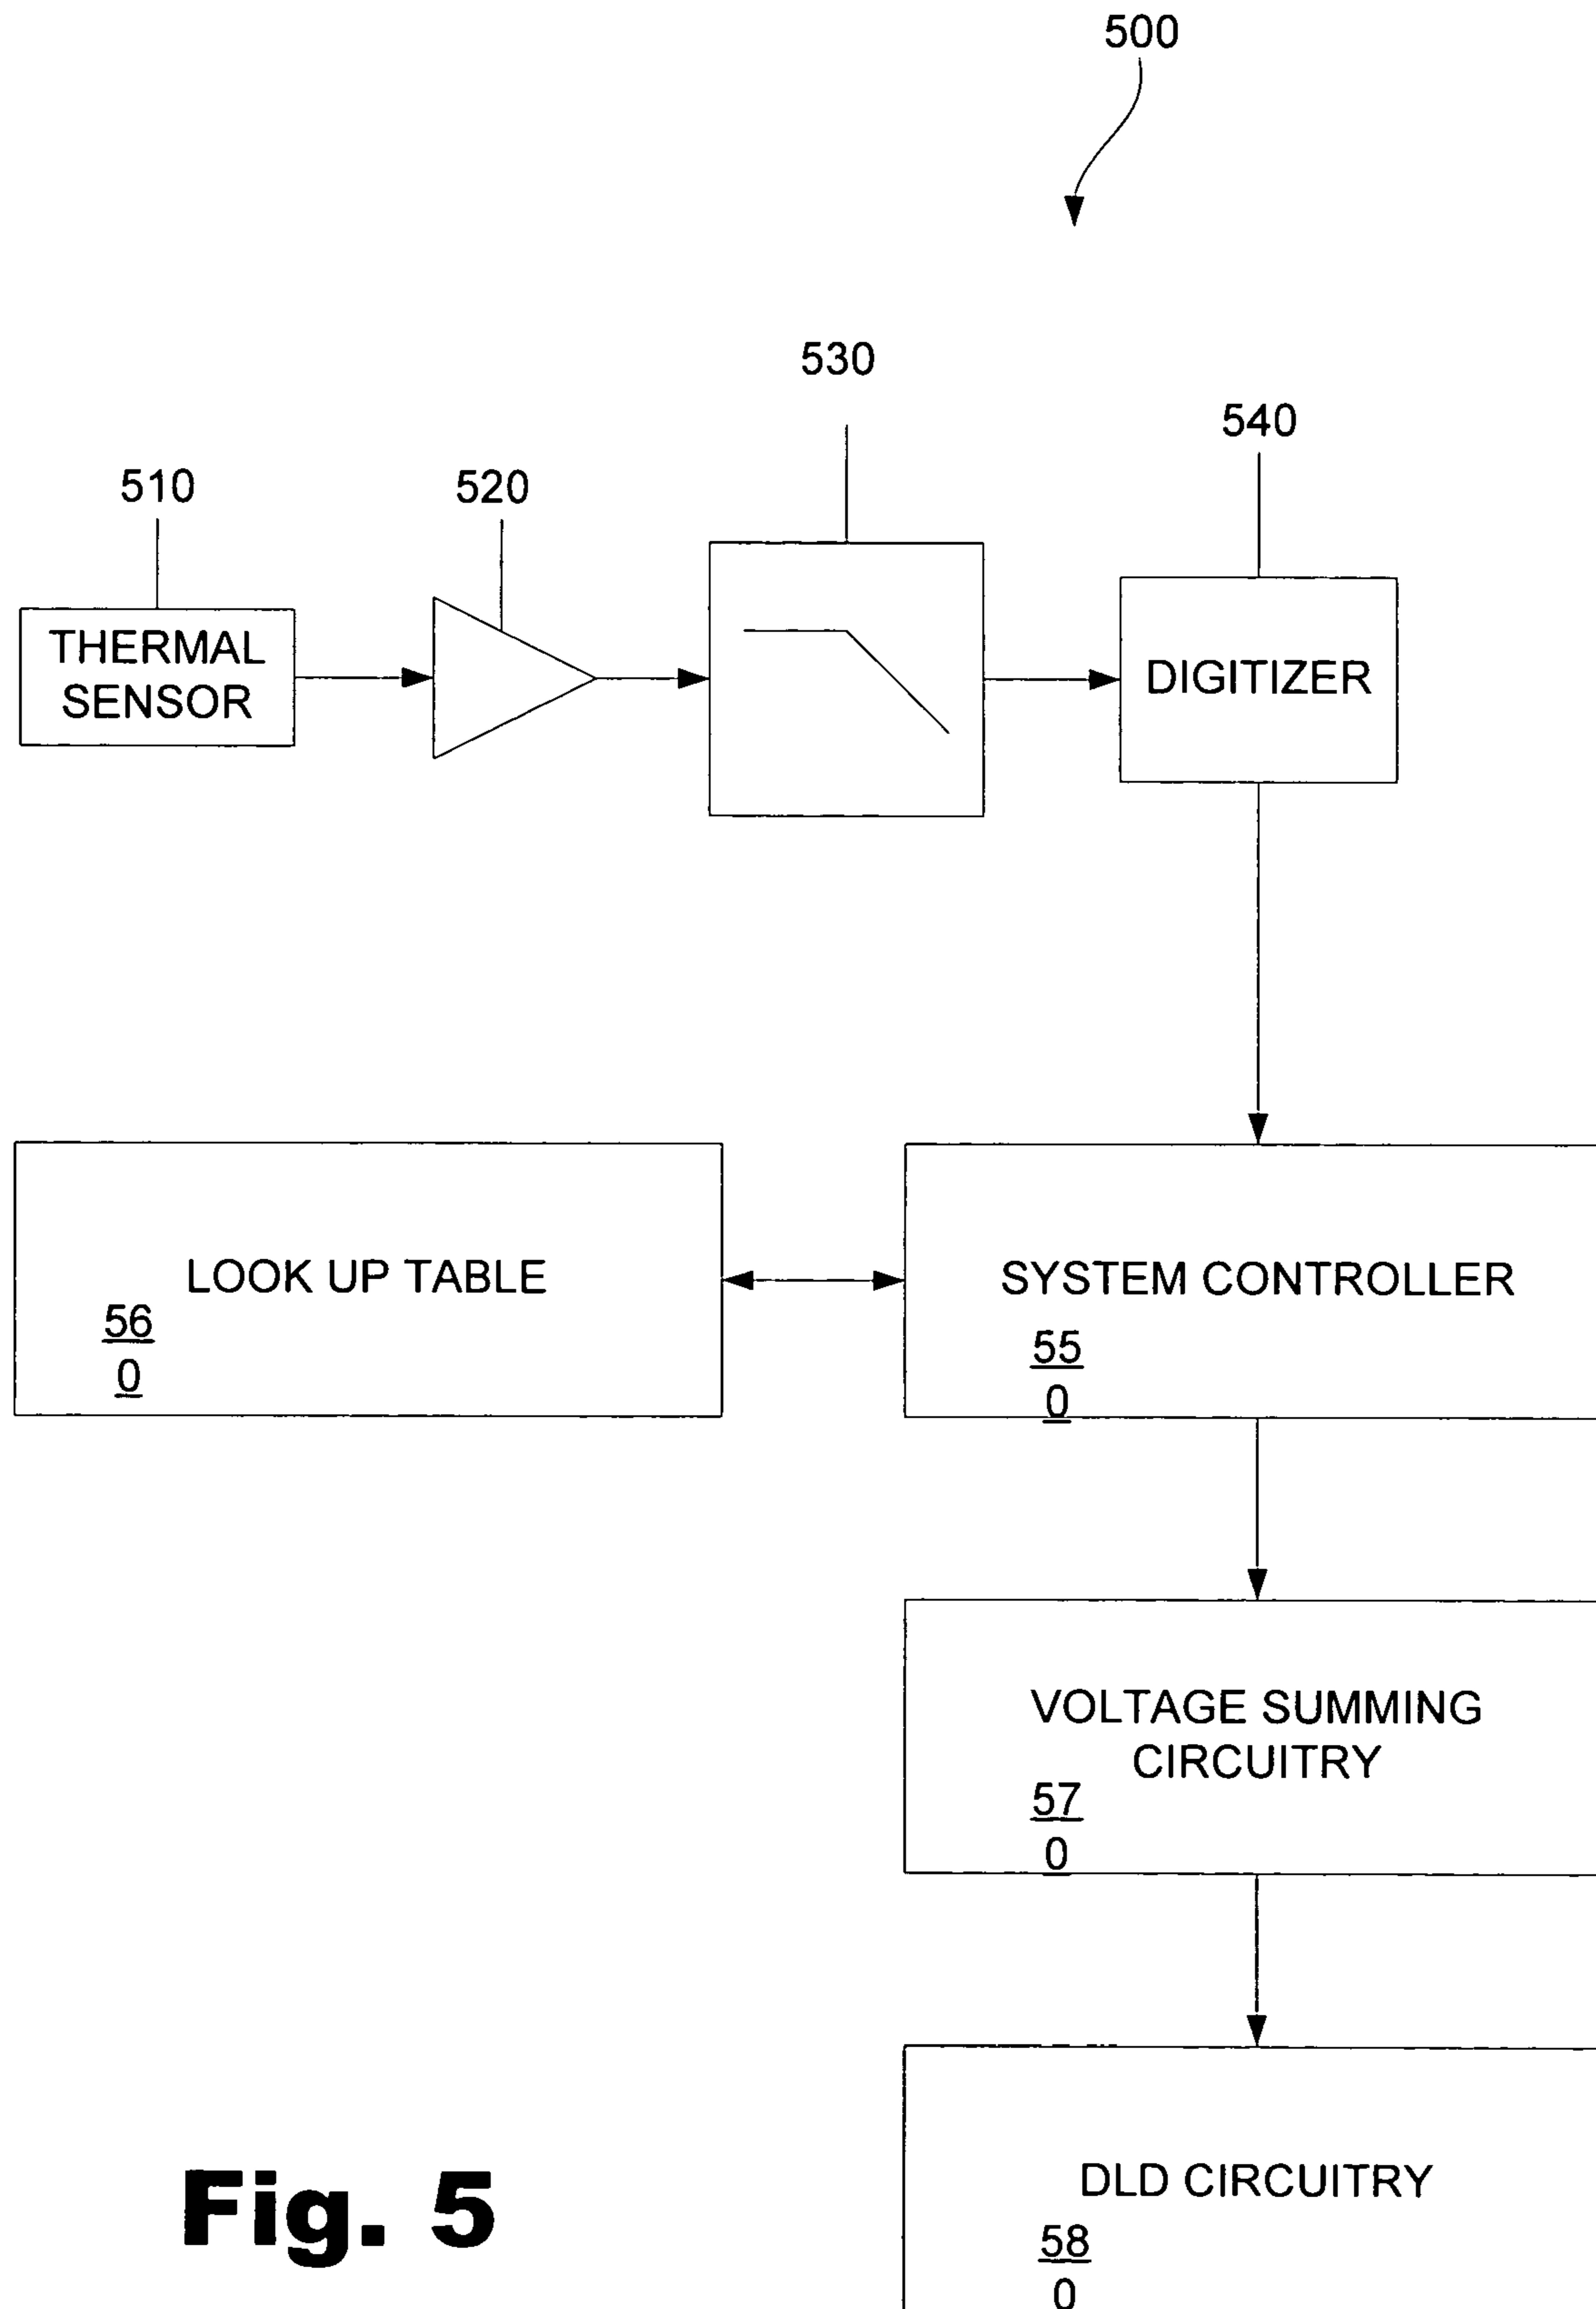 500
530
540
510
520
THERMAL
SENSOR
DIGITIZER
LOOK UP TABLE
56
0
SYSTEM CONTROLLER
55
0
VOLTAGE SUMMING
CIRCUITRY
57
0
DLD CIRCUITRY
58
0
Fig. 5